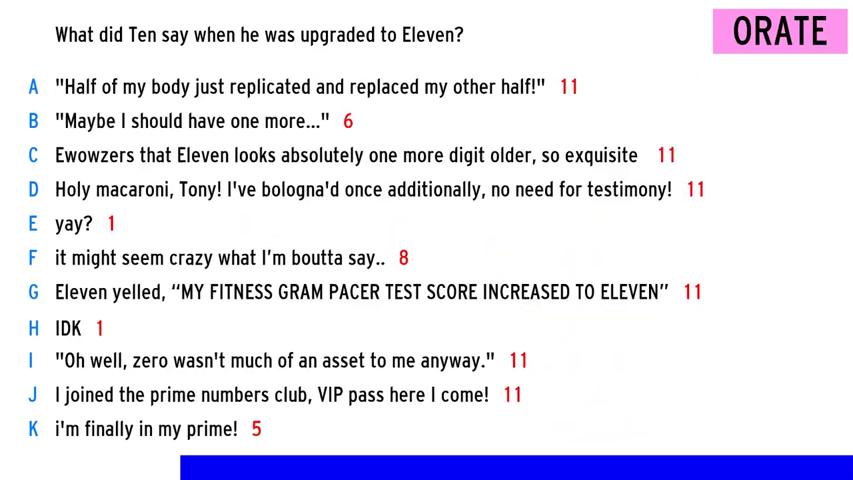 What did Ten say when he was upgraded to Eleven?
ORATE
A "Half of my body just replicated and replaced my other half!" 11
B "Maybe I should have one more..." 6
C Ewowzers that Eleven looks absolutely one more digit older, so exquisite 11
D Holy macaroni, Tony! I've bologna'd once additionally, no need for testimony! 11
E yay? 1
F it might seem crazy what I’m boutta say.. 8
G Eleven yelled, “MY FITNESS GRAM PACER TEST SCORE INCREASED TO ELEVEN” 11
H IDK 1
I "Oh well, zero wasn't much of an asset to me anyway." 11
J I joined the prime numbers club, VIP pass here I come! 11
K i'm finally in my prime! 5